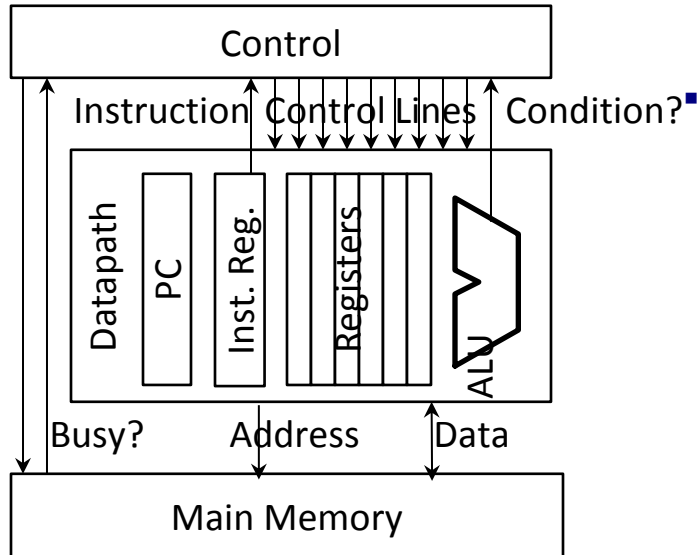 Control
Instruction Control Lines Condition?
Datapath
PC
Inst. Reg.
Registers
ALU
Busy? Address Data
Main Memory